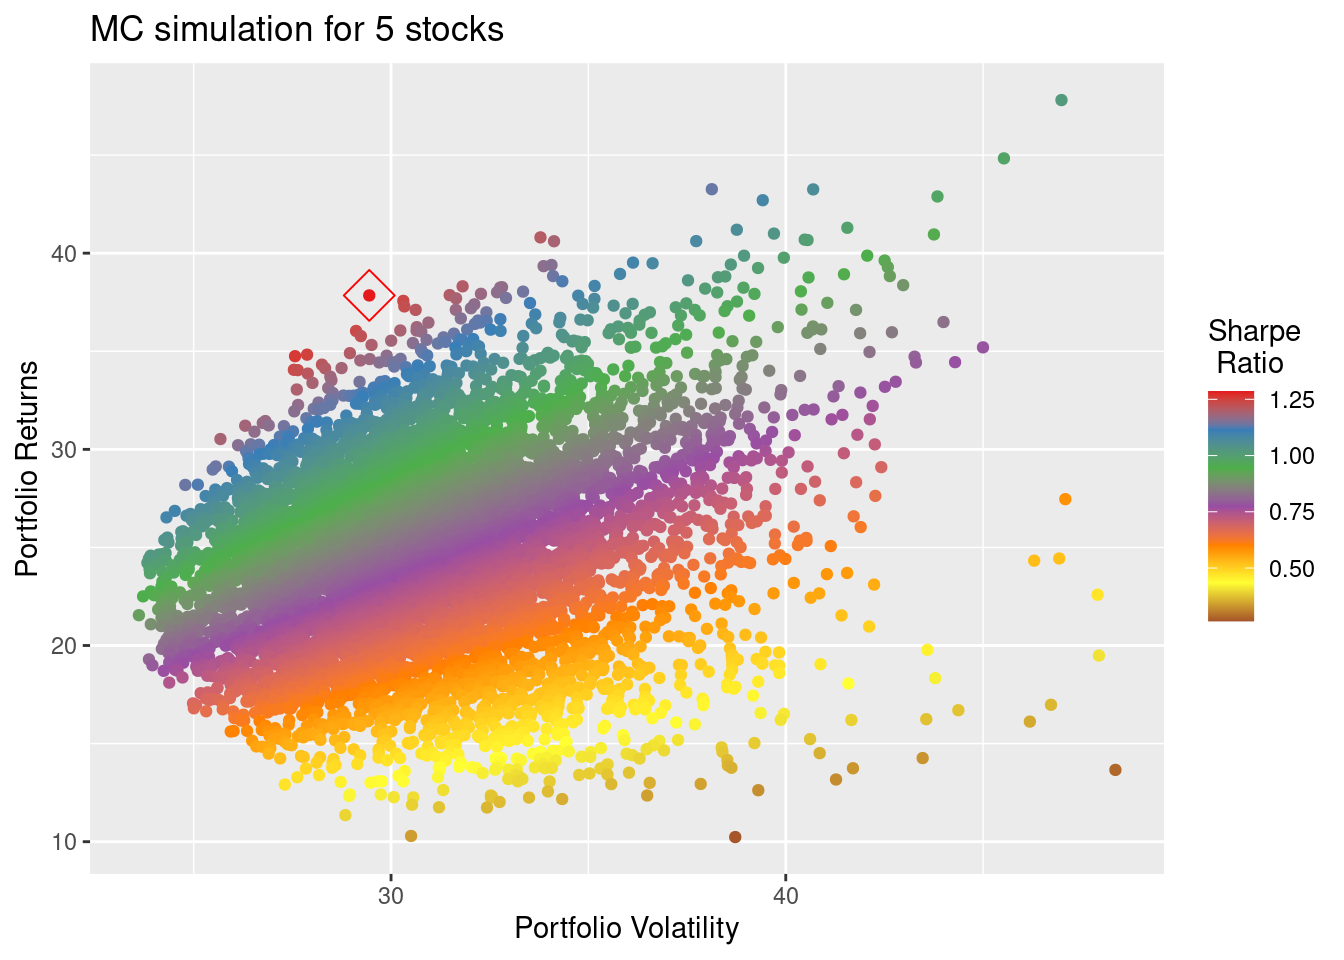 MC simulation for 5 stocks
Portfolio Returns
40
30
20
10
30
40
Portfolio Volatility
Sharpe
Ratio
1.25
1.00
0.75
0.50